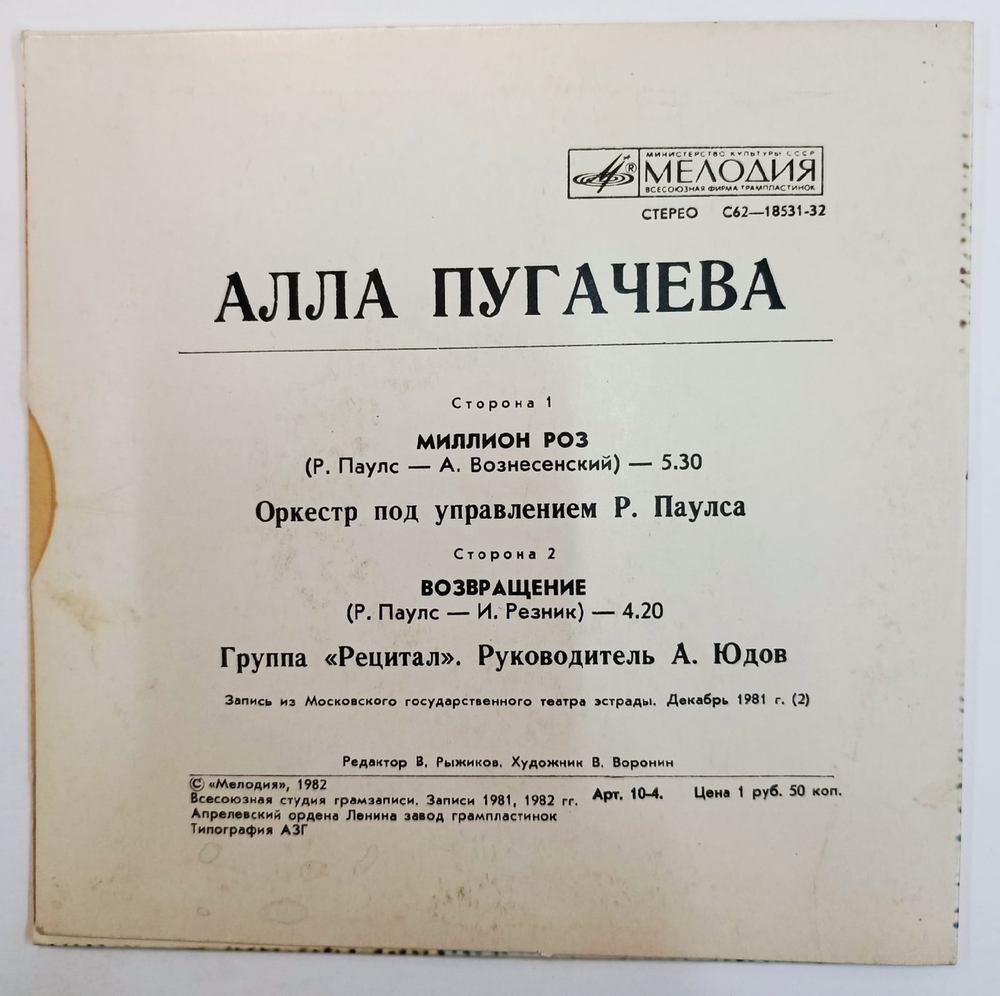 МИНИСТЕРСТВО КУЛЬТУРЫ СССР
® МЕЛОДИЯ
ВСЕСОЮЗНАЯ ФИРМА ГРАМПЛАСТИНОК
СТЕРЕО С62—18531-32
АЛЛА ПУГАЧЕВА
Сторона 1
МИЛЛИОН РОЗ
(Р. Паулс — А. Вознесенский) — 5.30
Оркестр под управлением Р. Паулса
Сторона 2
ВОЗВРАЩЕНИЕ
(Р. Паулс — И. Резник) — 4.20
Группа «Рецитал». Руководитель А. Юдов
Запись из Московского государственного театра эстрады. Декабрь 1981 г. (2)
Редактор В. Рыжиков. Художник В. Воронин
© «Мелодия», 1982
Всесоюзная студия грамзаписи. Записи 1981, 1982 гг. Арт. 10-4. Цена 1 руб. 50 коп.
Апрелевский ордена Ленина завод грампластинок
Типография АЗГ